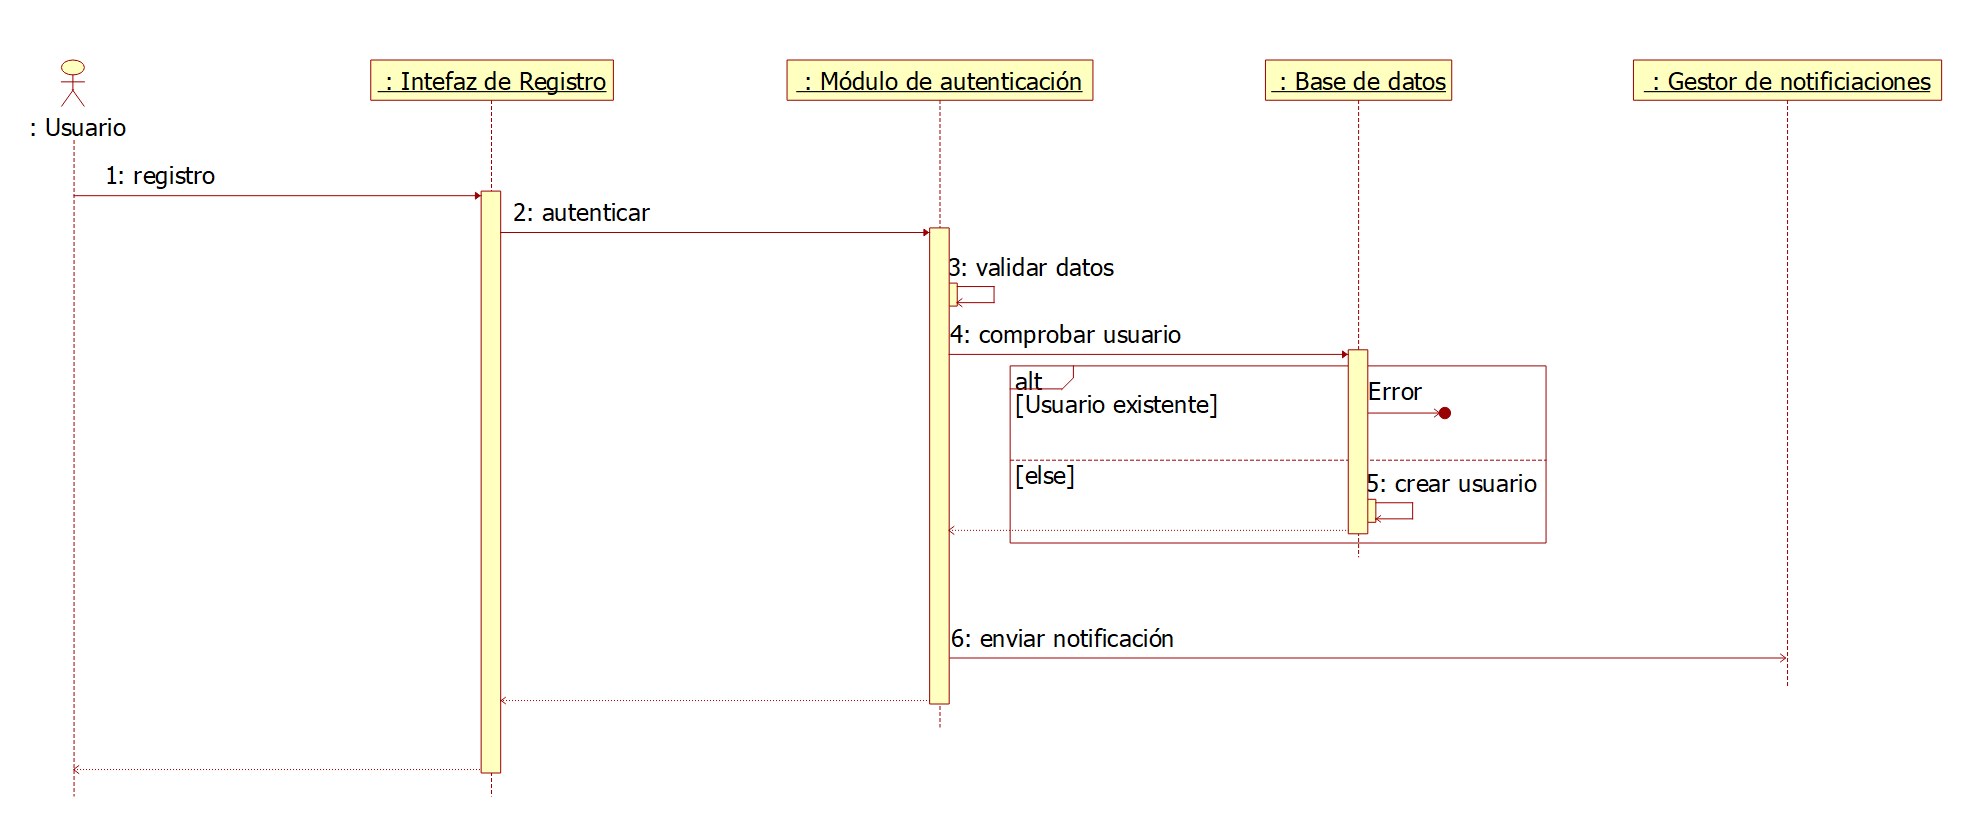 : Intefaz de Registro
: Módulo de autenticación
: Base de datos
: Gestor de notificiaciones
: Usuario
1: registro
2: autenticar
3: validar datos
4: comprobar usuario
alt
[Usuario existente]
Error
[else]
5: crear usuario
6: enviar notificación